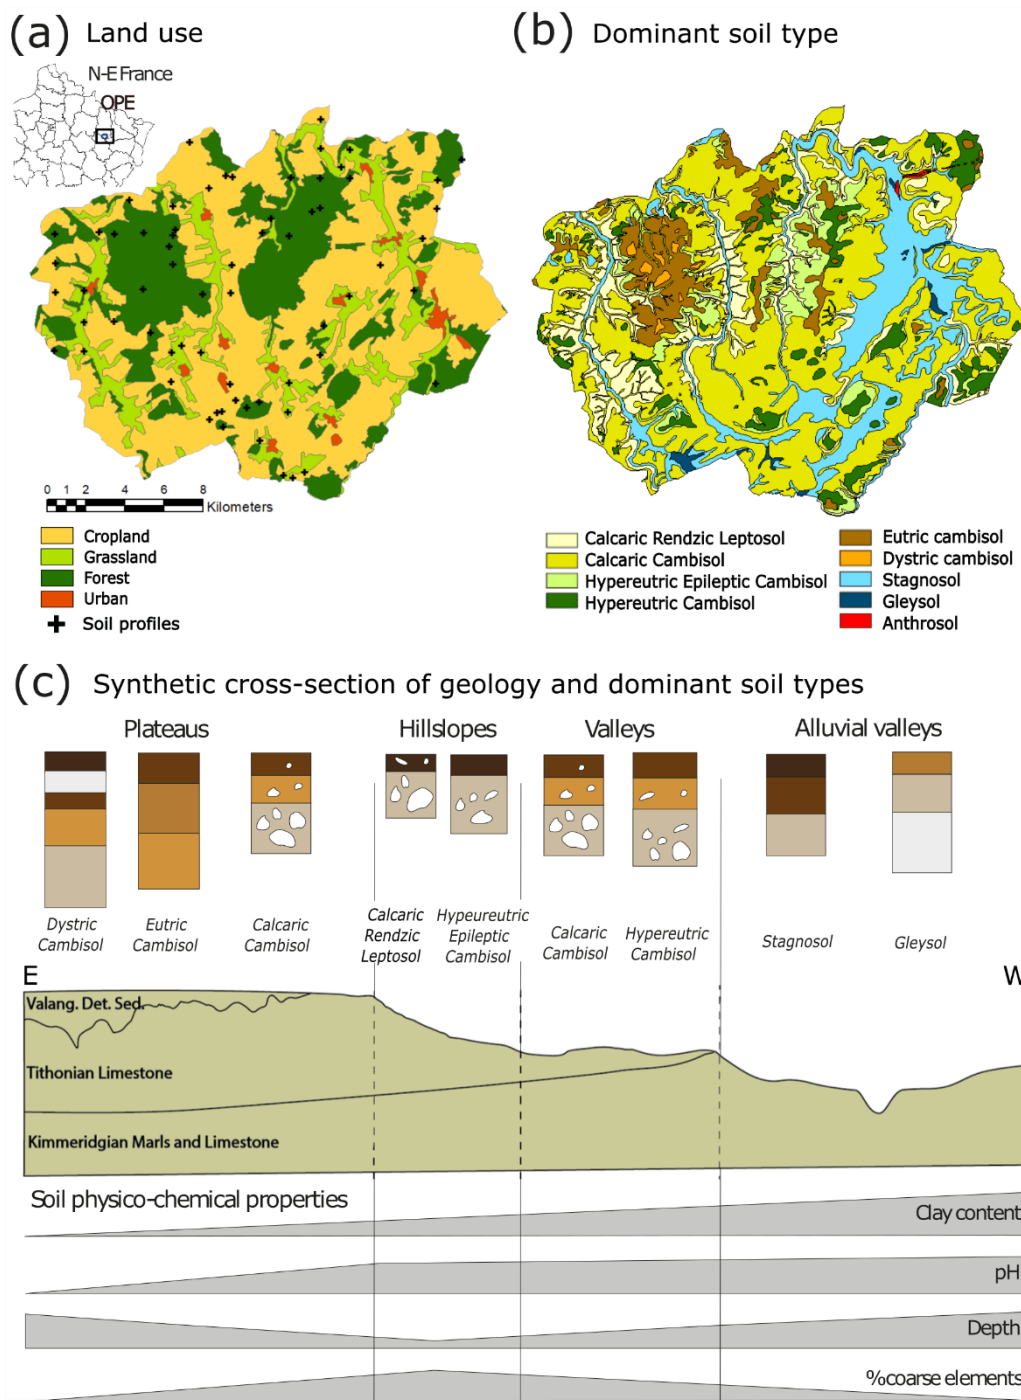 (a) Land use
N-E France
OPE
0 1 2 4 6 8
Kilometers
Cropland
Grassland
Forest
Urban
Soil profiles
(b) Dominant soil type
Calcaric Rendzic Leptosol
Calcaric Cambisol
Hypereutric Epileptic Cambisol
Hypereutric Cambisol
Eutric cambisol
Dystric cambisol
Stagnosol
Gleysol
Anthrosol
(c) Synthetic cross-section of geology and dominant soil types
Plateaus
Hillslopes
Valleys
Alluvial valleys
Dystric
Cambisol
Eutric
Cambisol
Calcaric
Cambisol
Calcaric
Rendzic
Leptosol
Hypeureutric
Epileptic
Cambisol
Calcaric
Cambisol
Hypereutric
Cambisol
Stagnosol
Gleysol
E
W
Valang. Det. Sed.
Tithonian Limestone
Kimmeridgian Marls and Limestone
Soil physico-chemical properties
Clay content
pH
Depth
%coarse elements